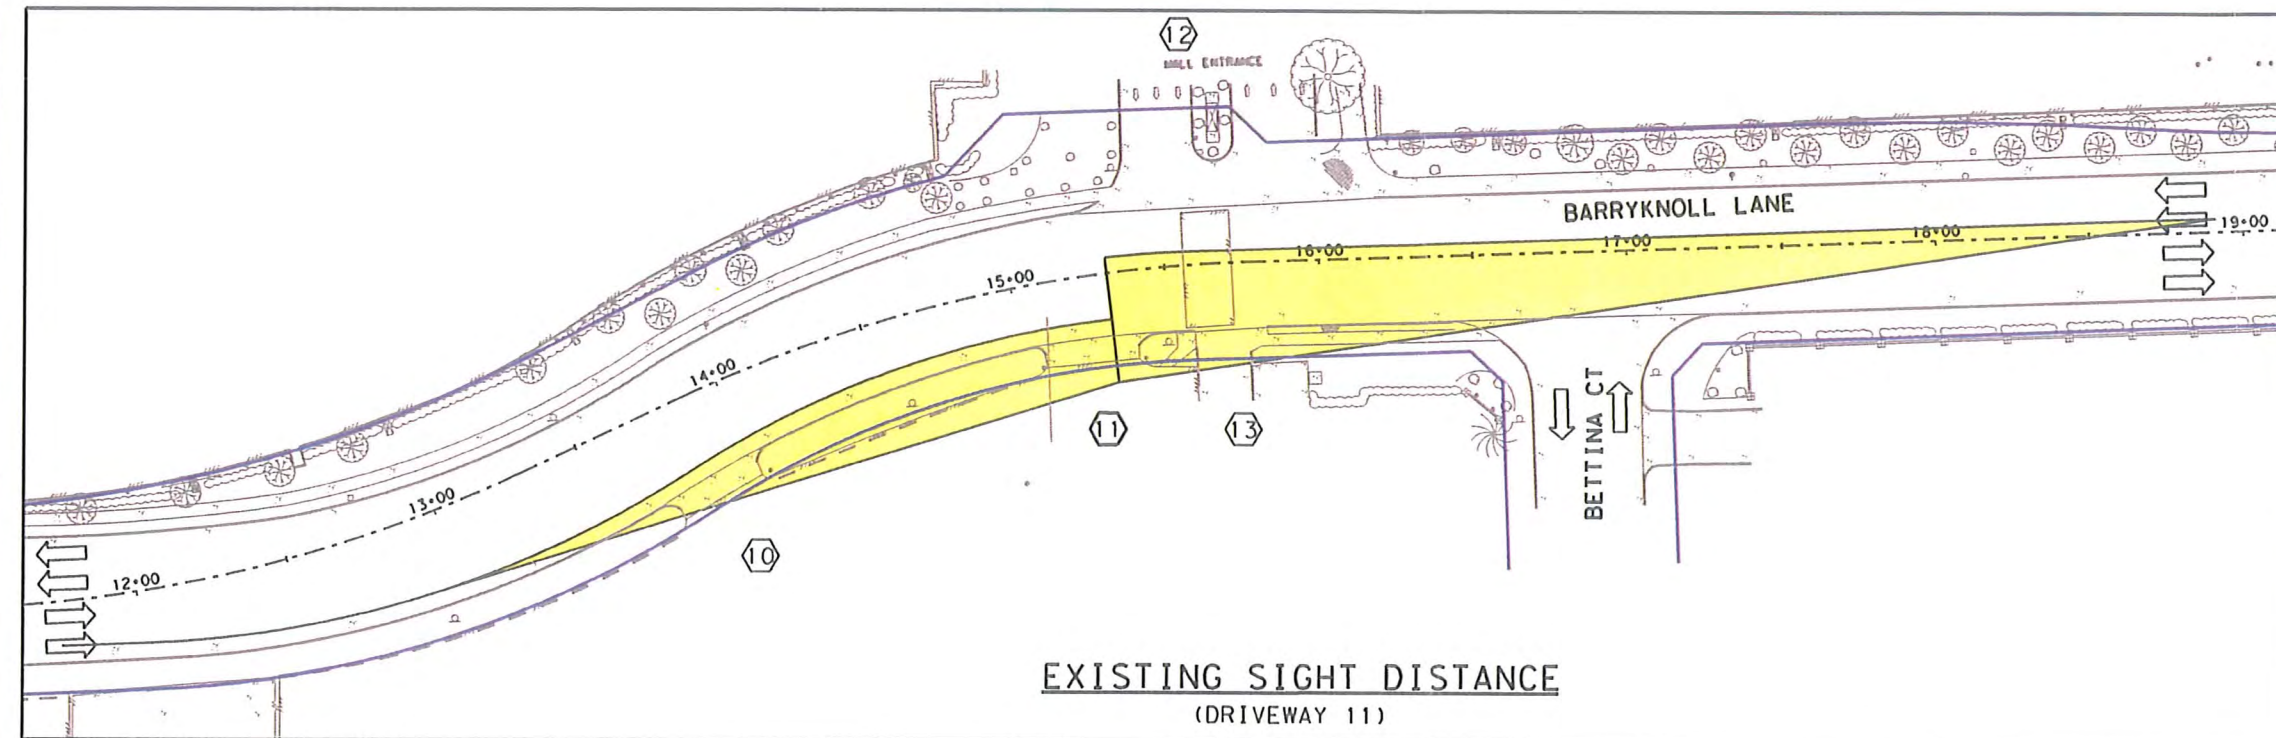 12
MALL ENTRANCE
BARRYKNOLL LANE
19+00
18+00
17+00
16+00
15+00
14+00
13+00
12+00
11
13
10
BETTINA CT
EXISTING SIGHT DISTANCE
(DRIVEWAY 11)